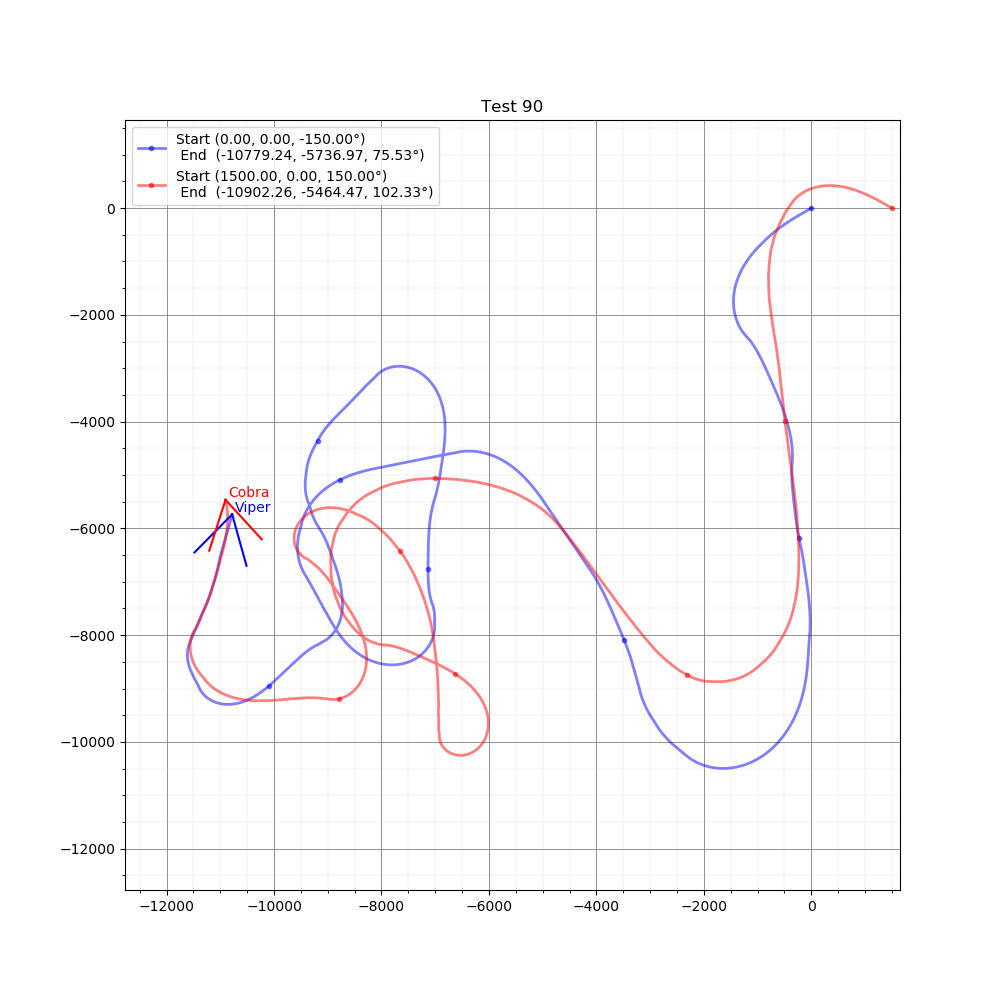 Test 90
Start (0.00, 0.00, -150.00°)
End (-10779.24, -5736.97, 75.53°)
Start (1500.00, 0.00, 150.00°)
End (-10902.26, -5464.47, 102.33°)
0
−2000
−4000
Cobra
Viper
−6000
−8000
−10000
−12000
−12000 −10000 −8000 −6000 −4000 −2000 0